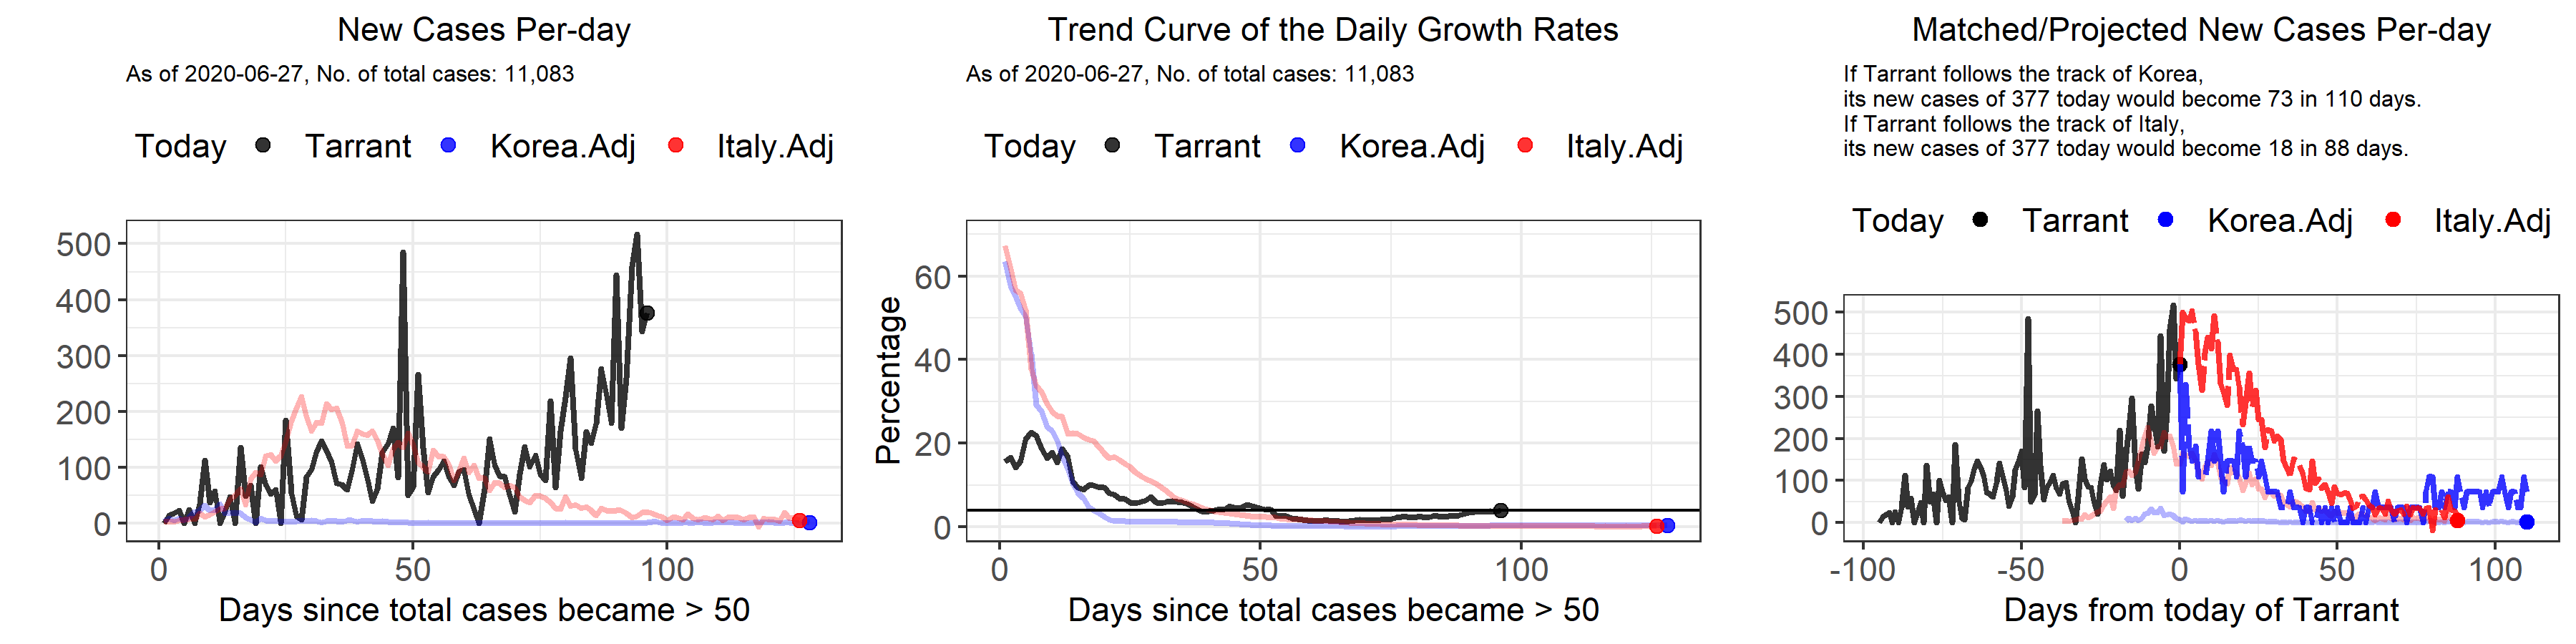 New Cases Per-day
As of 2020-06-27, No. of total cases: 11,083
Today Tarrant Korea.Adj Italy.Adj
500
400
300
200
100
0
0 50 100
Days since total cases became > 50
Trend Curve of the Daily Growth Rates
As of 2020-06-27, No. of total cases: 11,083
Today Tarrant Korea.Adj Italy.Adj
Percentage
60
40
20
0
0 50 100
Days since total cases became > 50
Matched/Projected New Cases Per-day
If Tarrant follows the track of Korea,
its new cases of 377 today would become 73 in 110 days.
If Tarrant follows the track of Italy,
its new cases of 377 today would become 18 in 88 days.
Today Tarrant Korea.Adj Italy.Adj
500
400
300
200
100
0
-100 -50 0 50 100
Days from today of Tarrant